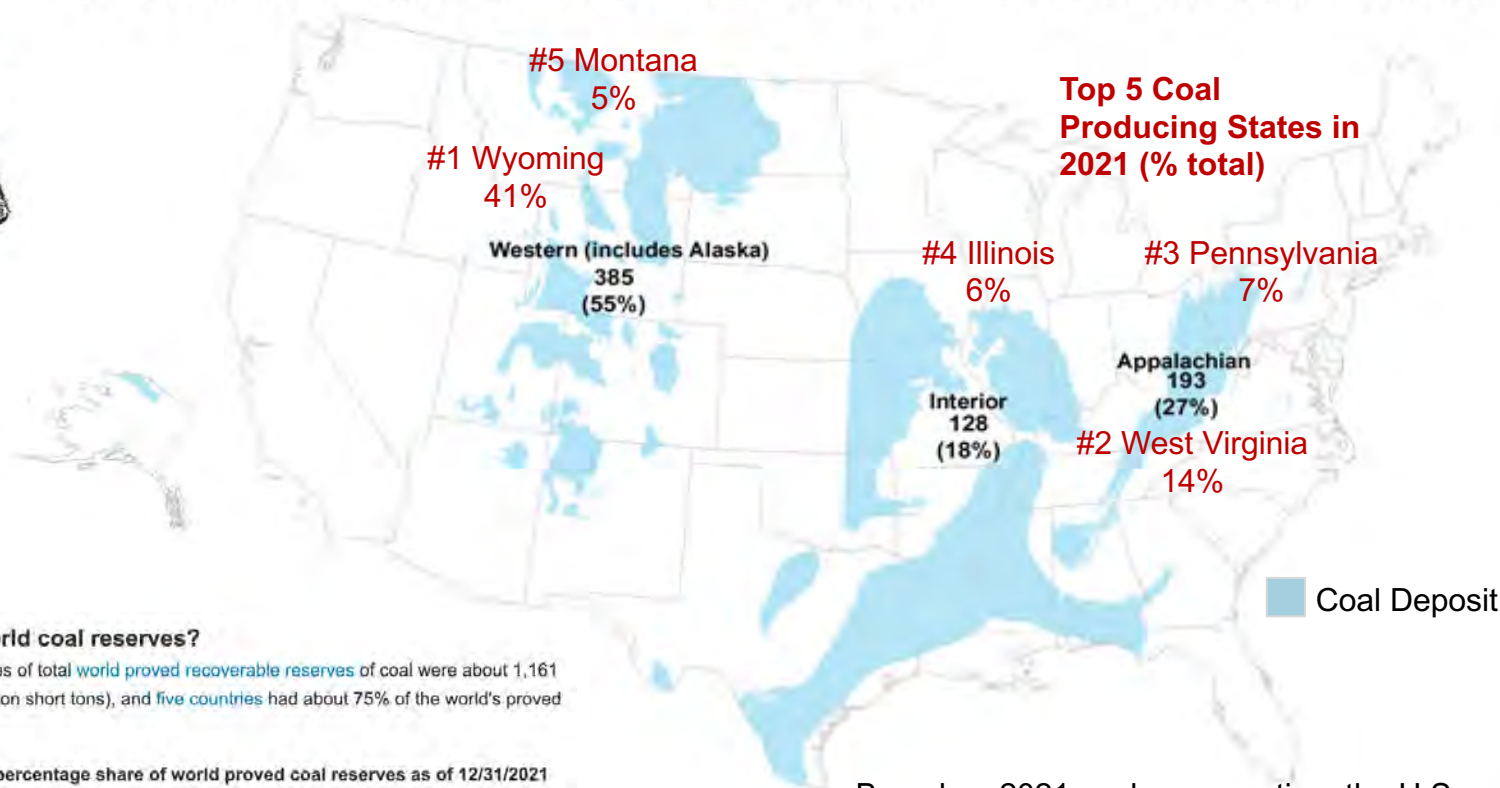 #5 Montana
5%
Top 5 Coal
Producing States in
2021 (% total)
#1 Wyoming
41%
Western (includes Alaska)
385
(55%)
#4 Illinois
6%
#3 Pennsylvania
7%
Appalachian
193
(27%)
Interior
128
(18%)
#2 West Virginia
14%
Coal Deposit
rld coal reserves?
es of total world proved recoverable reserves of coal were about 1,161
on short tons), and five countries had about 75% of the world's proved
percentage share of world proved coal reserves as of 12/31/2021